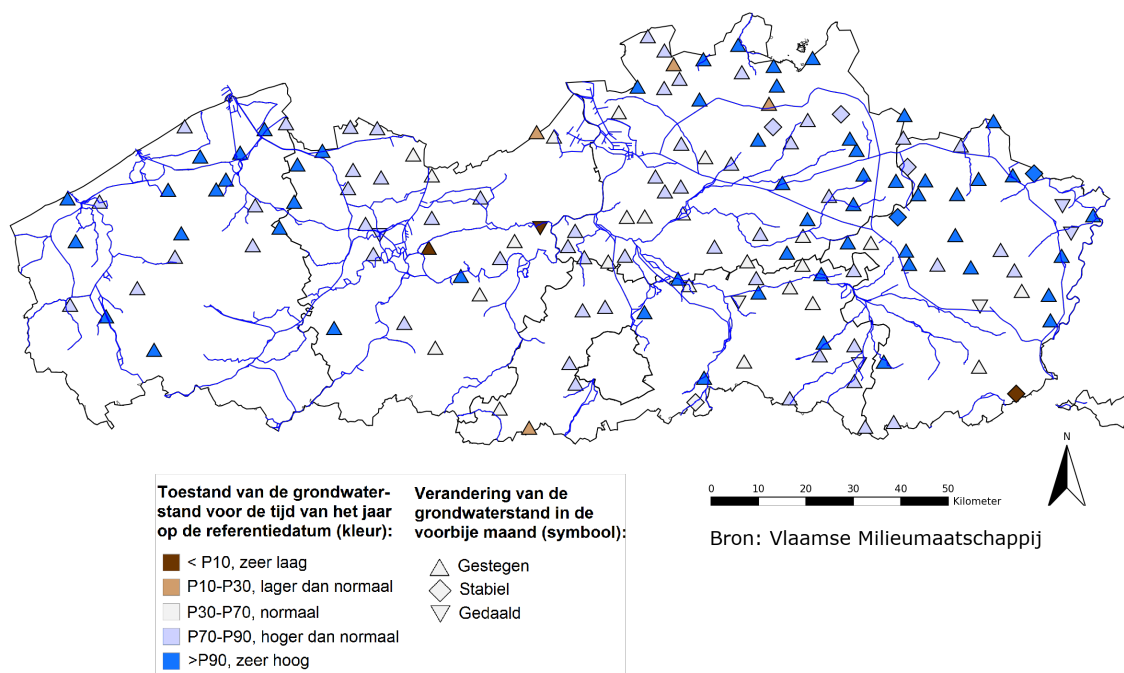 Toestand van de grondwater-
stand voor de tijd van het jaar
op de referentiedatum (kleur):
< P10, zeer laag
P10-P30, lager dan normaal
P30-P70, normaal
P70-P90, hoger dan normaal
>P90, zeer hoog
Verandering van de
grondwaterstand in de
voorbije maand (symbool):
Gestegen
Stabiel
Gedaald
0 10 20 30 40 50
Kilometer
N
Bron: Vlaamse Milieumaatschappij